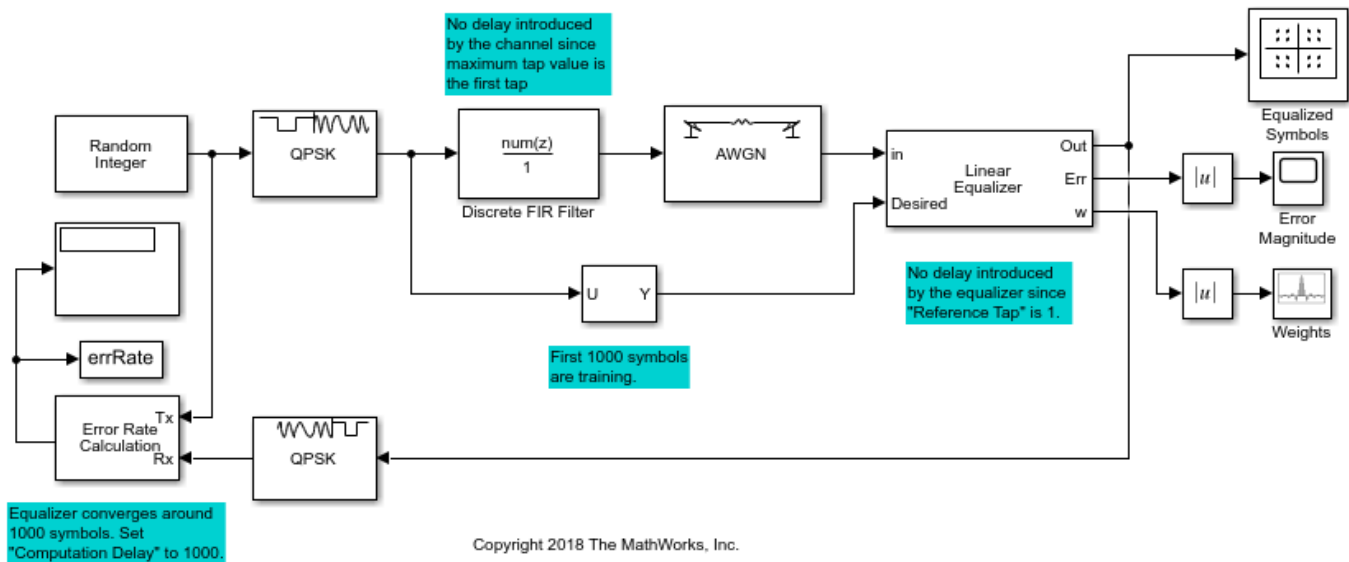 No delay introduced
by the channel since
maximum tap value is
the first tap
Random
Integer
QPSK
num(z)
1
Discrete FIR Filter
AWGN
in
Desired
Linear
Equalizer
Out
Err
w
Equalized
Symbols
|u|
Error
Magnitude
|u|
Weights
No delay introduced
by the equalizer since
"Reference Tap" is 1.
U
Y
First 1000 symbols
are training.
errRate
Error Rate
Calculation
Tx
Rx
QPSK
Equalizer converges around
1000 symbols. Set
"Computation Delay" to 1000.
Copyright 2018 The MathWorks, Inc.